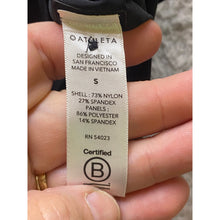 ATHLETA
DESIGNED IN
SAN FRANCISCO
MADE IN VIETNAM
S
SHELL : 73% NYLON
27% SPANDEX
PANELS :
86% POLYESTER
14% SPANDEX
RN 54023
Certified
B